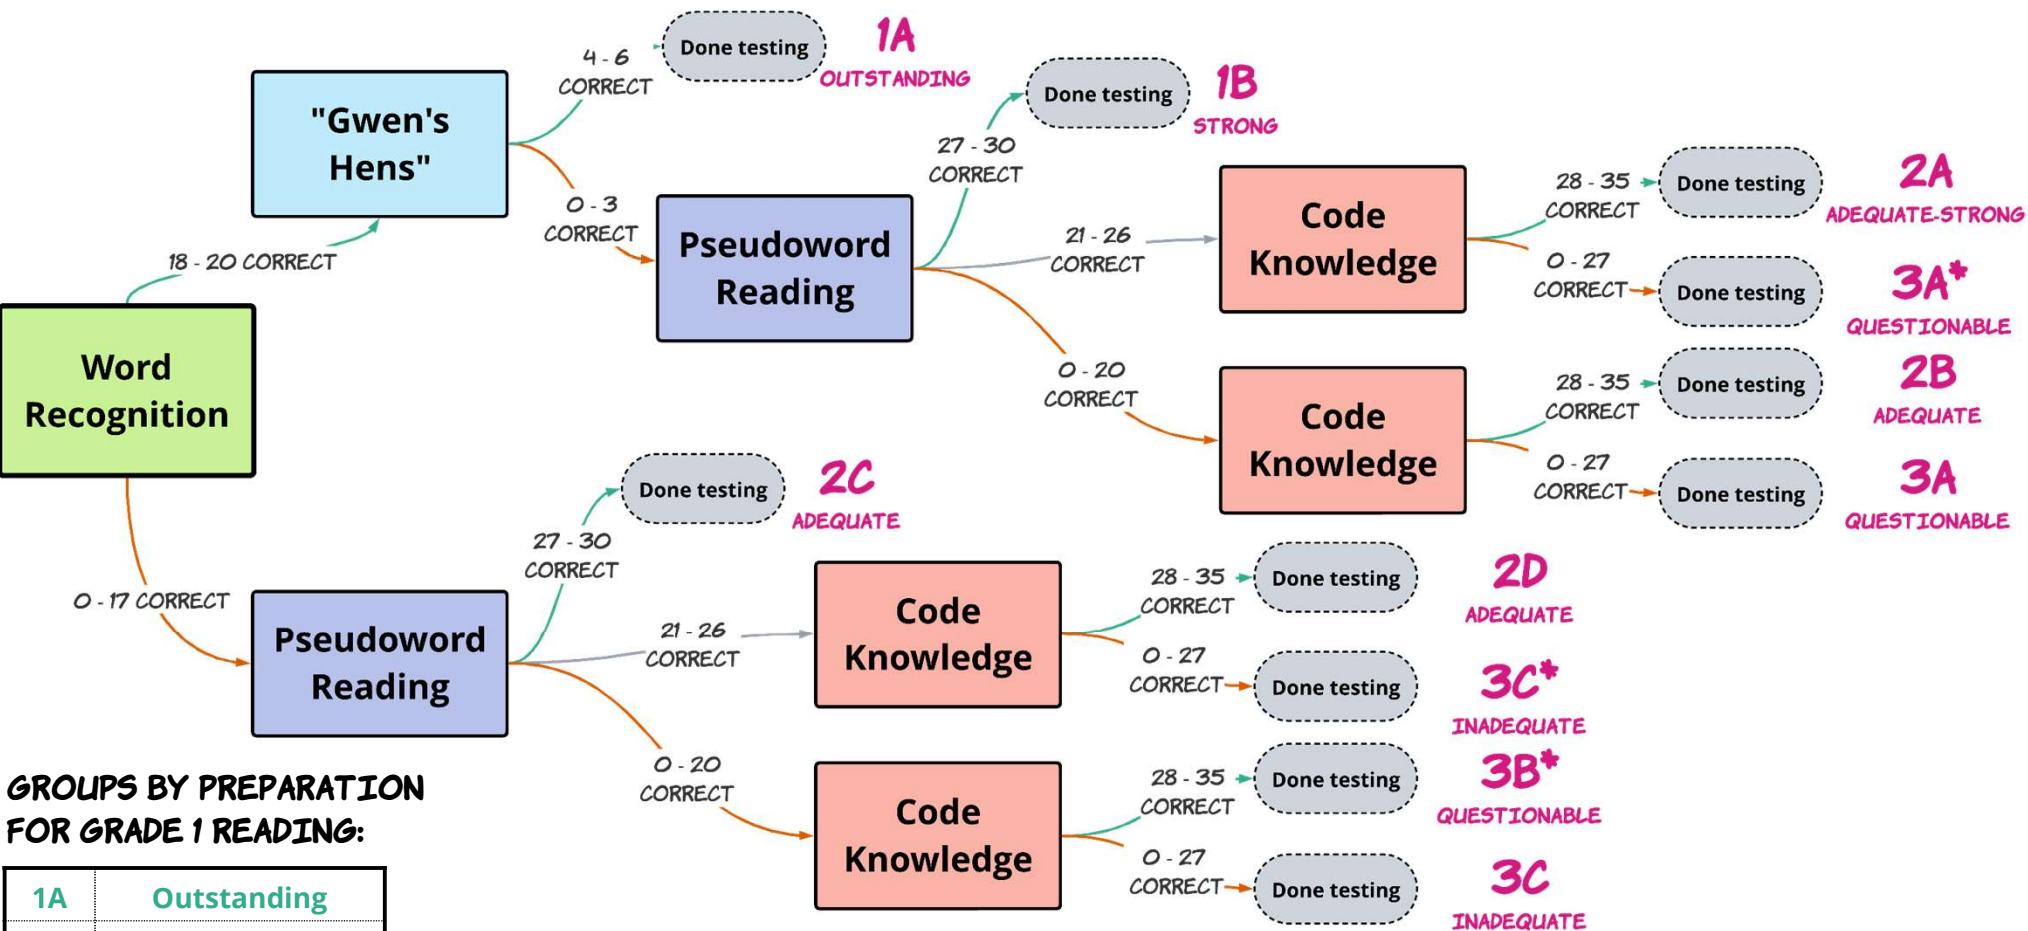 4 - 6
CORRECT
Done testing
1A
OUTSTANDING
"Gwen's
Hens"
0 - 3
CORRECT
18 - 20 CORRECT
Word
Recognition
0 - 17 CORRECT
Pseudoword
Reading
27 - 30
CORRECT
Done testing
1B
STRONG
21 - 26
CORRECT
Code
Knowledge
28 - 35
CORRECT
Done testing
2A
ADEQUATE-STRONG
0 - 27
CORRECT
Done testing
3A*
QUESTIONABLE
0 - 20
CORRECT
Code
Knowledge
28 - 35
CORRECT
Done testing
2B
ADEQUATE
0 - 27
CORRECT
Done testing
3A
QUESTIONABLE
Pseudoword
Reading
27 - 30
CORRECT
Done testing
2C
ADEQUATE
21 - 26
CORRECT
Code
Knowledge
28 - 35
CORRECT
Done testing
2D
ADEQUATE
0 - 27
CORRECT
Done testing
3C*
INADEQUATE
0 - 20
CORRECT
Code
Knowledge
28 - 35
CORRECT
Done testing
3B*
QUESTIONABLE
0 - 27
CORRECT
Done testing
3C
INADEQUATE
GROUPS BY PREPARATION
FOR GRADE 1 READING:
1A Outstanding